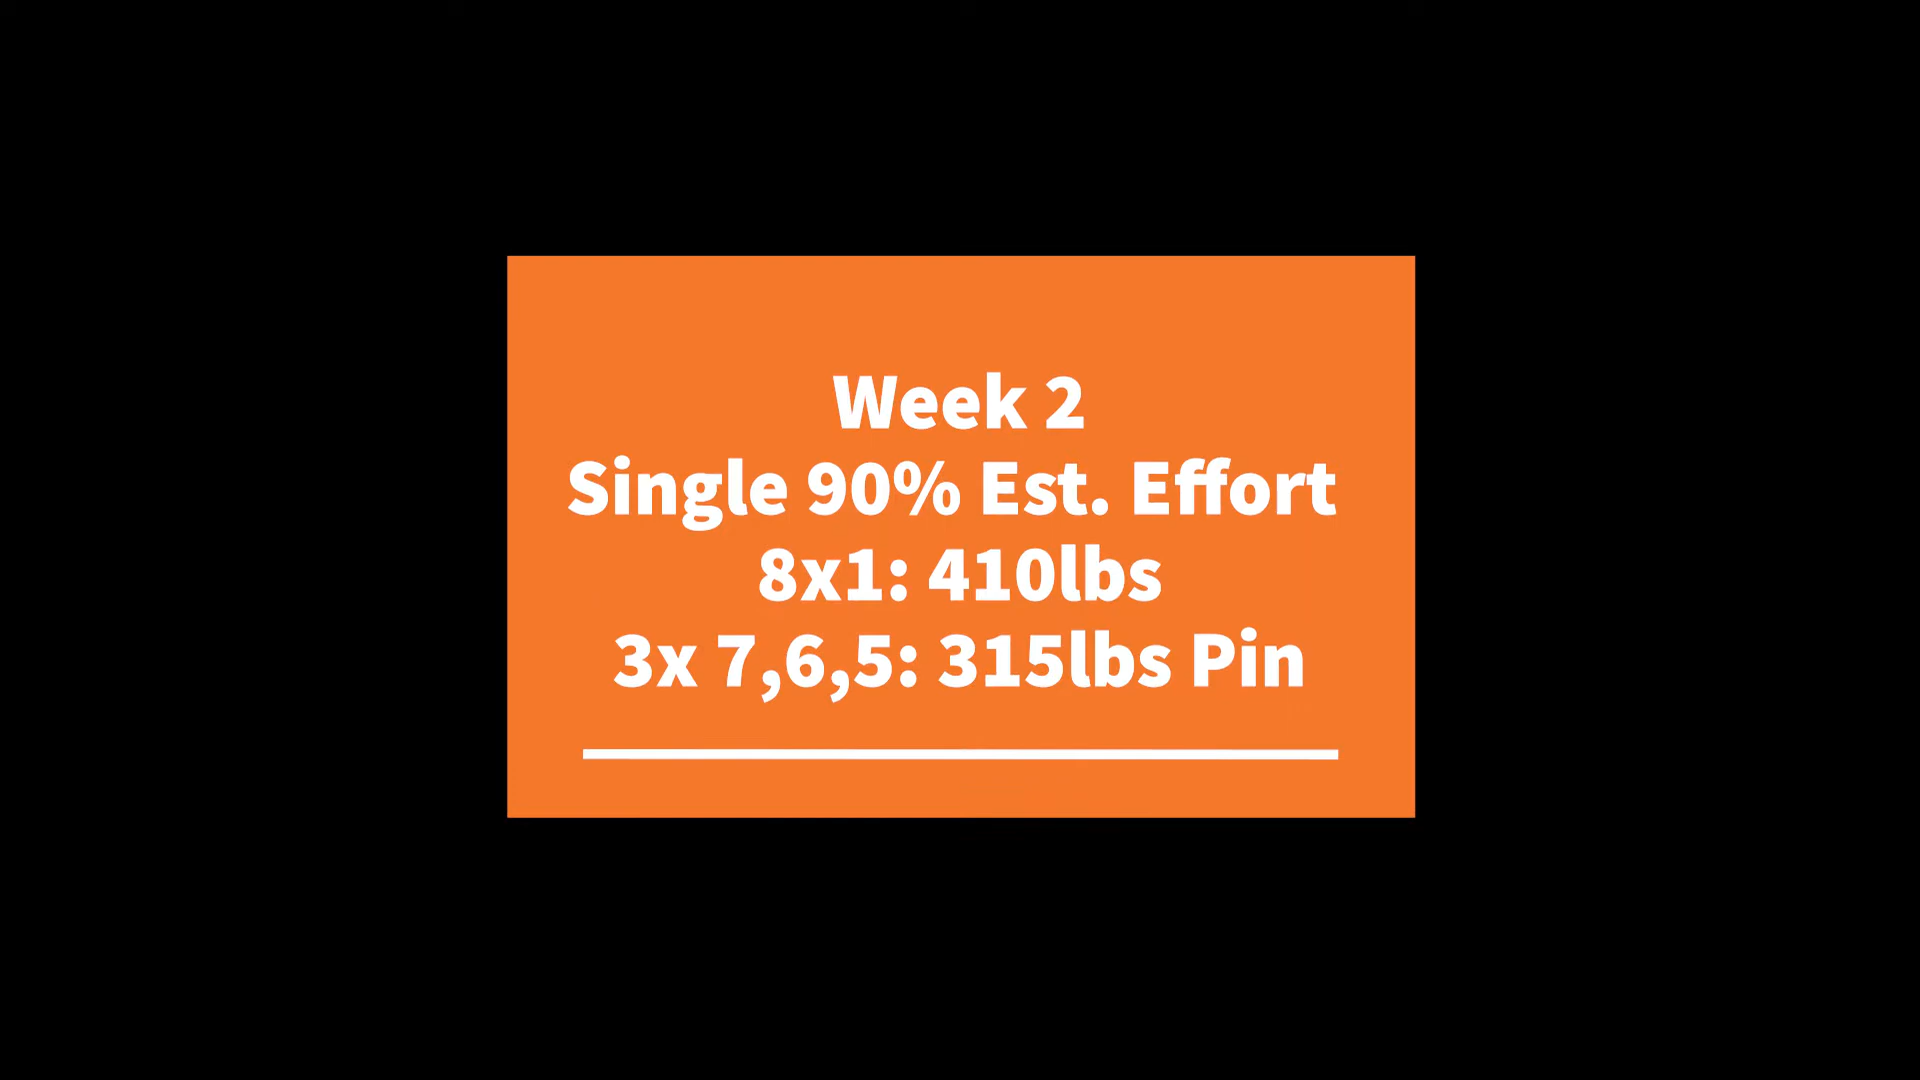 Week 2
Single 90% Est. Effort
8x1: 410lbs
3x 7,6,5: 315lbs Pin